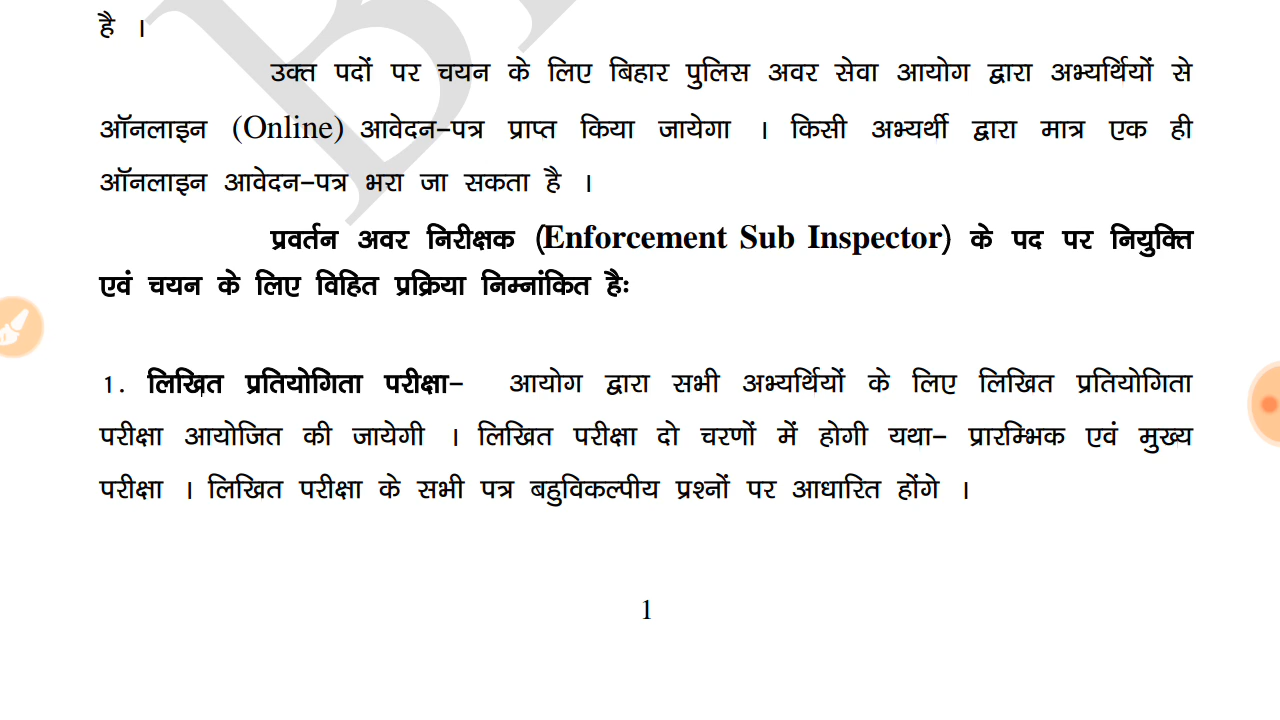 है ।
उक्त पदों पर चयन के लिए बिहार पुलिस अवर सेवा आयोग द्वारा अभ्यर्थियों से
ऑनलाइन (Online) आवेदन-पत्र प्राप्त किया जायेगा । किसी अभ्यर्थी द्वारा मात्र एक ही
ऑनलाइन आवेदन-पत्र भरा जा सकता है ।
प्रवर्तन अवर निरीक्षक (Enforcement Sub Inspector) के पद पर नियुक्ति
एवं चयन के लिए विहित प्रक्रिया निम्नांकित हैः
1. लिखित प्रतियोगिता परीक्षा- आयोग द्वारा सभी अभ्यर्थियों के लिए लिखित प्रतियोगिता
परीक्षा आयोजित की जायेगी । लिखित परीक्षा दो चरणों में होगी यथा- प्रारम्भिक एवं मुख्य
परीक्षा । लिखित परीक्षा के सभी पत्र बहुविकल्पीय प्रश्नों पर आधारित होंगे ।
1